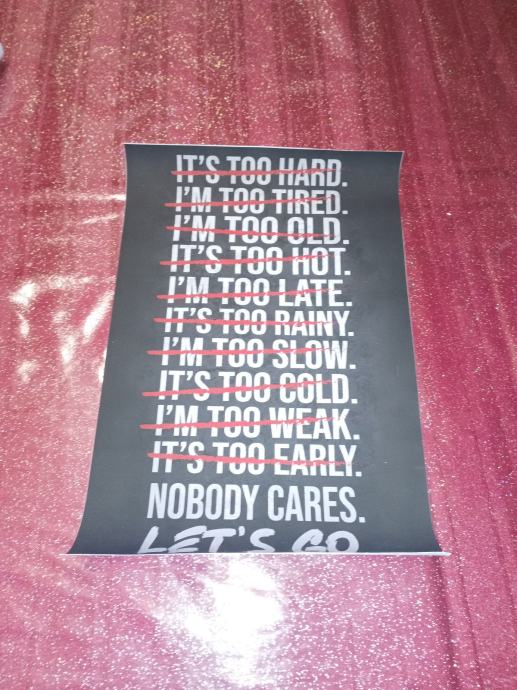 IT'S TOO HARD.
I'M TOO TIRED.
I'M TOO OLD.
IT'S TOO HOT.
I'M TOO LATE.
IT'S TOO RAINY.
I'M TOO SLOW.
IT'S TOO COLD.
I'M TOO WEAK.
IT'S TOO EARLY.
NOBODY CARES.
LET'S GO